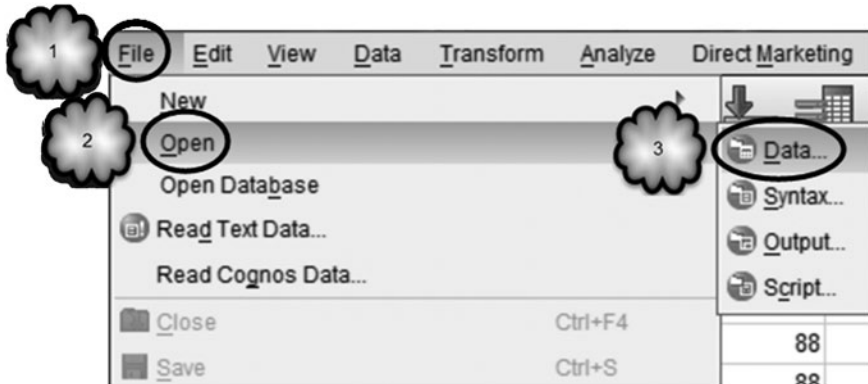 1 File Edit View Data Transform Analyze Direct Marketing
New
2 Open 3 Data...
Open Database Syntax...
Read Text Data... Output...
Read Cognos Data... Script...
Close Ctrl+F4 88
Save Ctrl+S 88